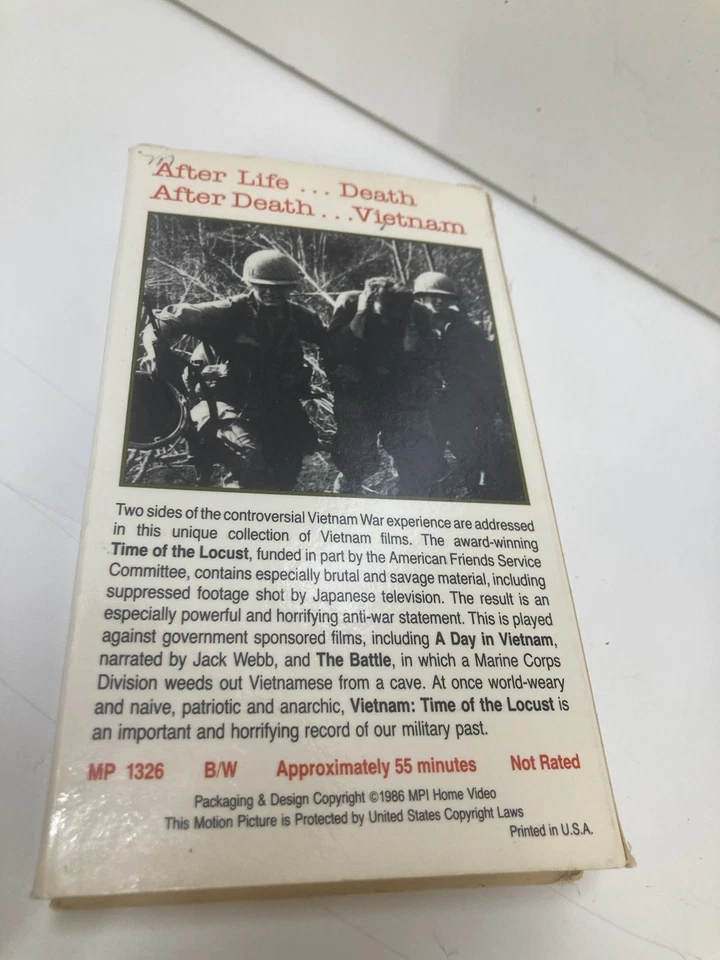 After Life ... Death
After Death ... Vietnam
Two sides of the controversial Vietnam War experience are addressed
in this unique collection of Vietnam films. The award-winning
Time of the Locust, funded in part by the American Friends Service
Committee, contains especially brutal and savage material, including
suppressed footage shot by Japanese television. The result is an
especially powerful and horrifying anti-war statement. This is played
against government sponsored films, including A Day in Vietnam,
narrated by Jack Webb, and The Battle, in which a Marine Corps
Division weeds out Vietnamese from a cave. At once world-weary
and naive, patriotic and anarchic, Vietnam: Time of the Locust is
an important and horrifying record of our military past.
MP 1326 B/W Approximately 55 minutes Not Rated
Packaging & Design Copyright ©1986 MPI Home Video
This Motion Picture is Protected by United States Copyright Laws
Printed in U.S.A.